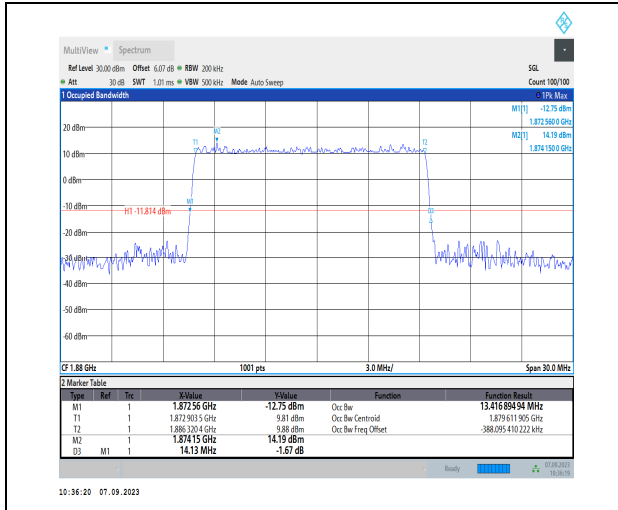 MultiView Spectrum
Ref Level 30.00 dBm Offset 6.07 dB RBW 200 kHz SGL
Att 30 dB SWT 1.01 ms VBW 500 kHz Mode Auto Sweep Count 100/100
1 Occupied Bandwidth 1Pk Max
M1[1] -12.75 dBm
1.872 560 0 GHz
M2[1] 14.19 dBm
1.874 150 0 GHz
20 dBm
M2
T1 T2
10 dBm
0 dBm
M1
-10 dBm
H1 -11.814 dBm D3
-20 dBm
-30 dBm
-40 dBm
-50 dBm
-60 dBm
CF 1.88 GHz 1001 pts 3.0 MHz/ Span 30.0 MHz
2 Marker Table
Type Ref Trc X-Value Y-Value Function Function Result
M1 1 1.872 56 GHz -12.75 dBm Occ Bw 13.416 894 94 MHz
T1 1 1.872 903 5 GHz 9.81 dBm Occ Bw Centroid 1.879 611 905 GHz
T2 1 1.886 320 4 GHz 9.88 dBm Occ Bw Freq Offset -388.095 410 222 kHz
M2 1 1.874 15 GHz 14.19 dBm
D3 M1 1 14.13 MHz -1.67 dB
Ready 07.09.2023
10:36:19
10:36:20 07.09.2023